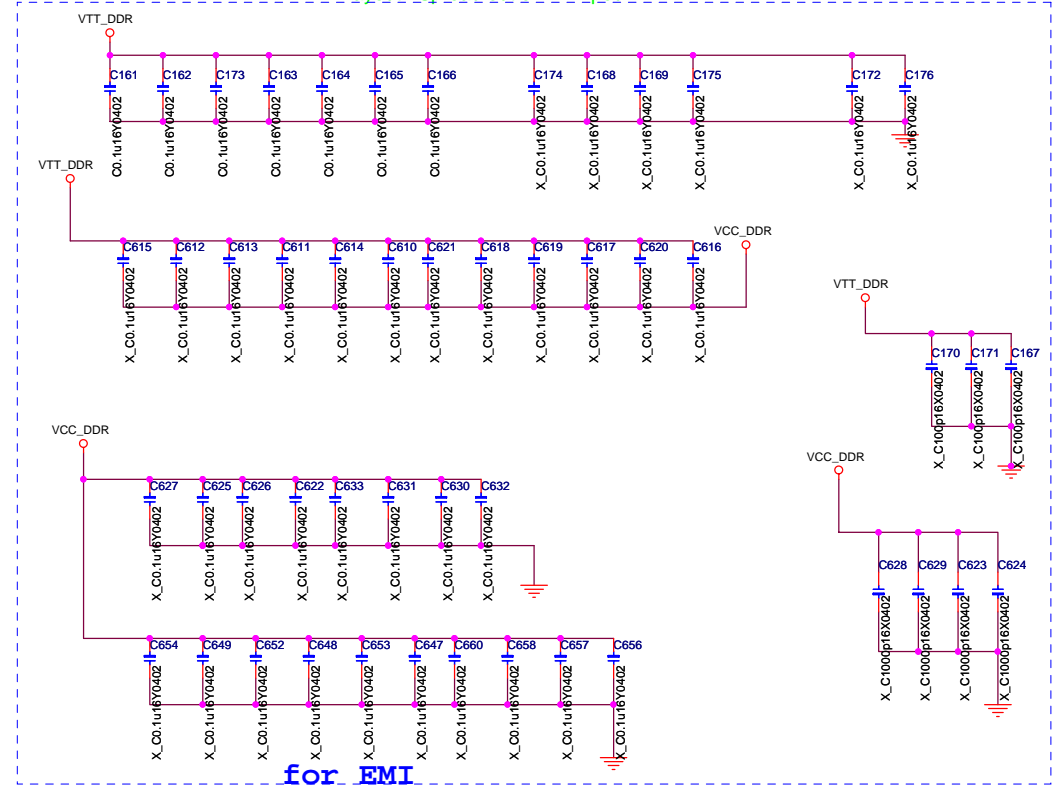 VTT_DDR
C161 C162 C173 C163 C164 C165 C166 C174 C168 C169 C175 C172 C176
C0.1u16Y0402 C0.1u16Y0402 C0.1u16Y0402 C0.1u16Y0402 C0.1u16Y0402 C0.1u16Y0402 C0.1u16Y0402 X_C0.1u16Y0402 X_C0.1u16Y0402 X_C0.1u16Y0402 X_C0.1u16Y0402 X_C0.1u16Y0402 X_C0.1u16Y0402
VTT_DDR
VCC_DDR
C615 C612 C613 C611 C614 C610 C621 C618 C619 C617 C620 C616
X_C0.1u16Y0402 X_C0.1u16Y0402 X_C0.1u16Y0402 X_C0.1u16Y0402 X_C0.1u16Y0402 X_C0.1u16Y0402 X_C0.1u16Y0402 X_C0.1u16Y0402 X_C0.1u16Y0402 X_C0.1u16Y0402 X_C0.1u16Y0402 X_C0.1u16Y0402
VTT_DDR
C170 C171 C167
X_C100p16X0402 X_C100p16X0402 X_C100p16X0402
VCC_DDR
C627 C625 C626 C622 C633 C631 C630 C632
X_C0.1u16Y0402 X_C0.1u16Y0402 X_C0.1u16Y0402 X_C0.1u16Y0402 X_C0.1u16Y0402 X_C0.1u16Y0402 X_C0.1u16Y0402 X_C0.1u16Y0402
VCC_DDR
C628 C629 C623 C624
X_C1000p16X0402 X_C1000p16X0402 X_C1000p16X0402 X_C1000p16X0402
C654 C649 C652 C648 C653 C647 C660 C658 C657 C656
X_C0.1u16Y0402 X_C0.1u16Y0402 X_C0.1u16Y0402 X_C0.1u16Y0402 X_C0.1u16Y0402 X_C0.1u16Y0402 X_C0.1u16Y0402 X_C0.1u16Y0402 X_C0.1u16Y0402 X_C0.1u16Y0402
for EMI